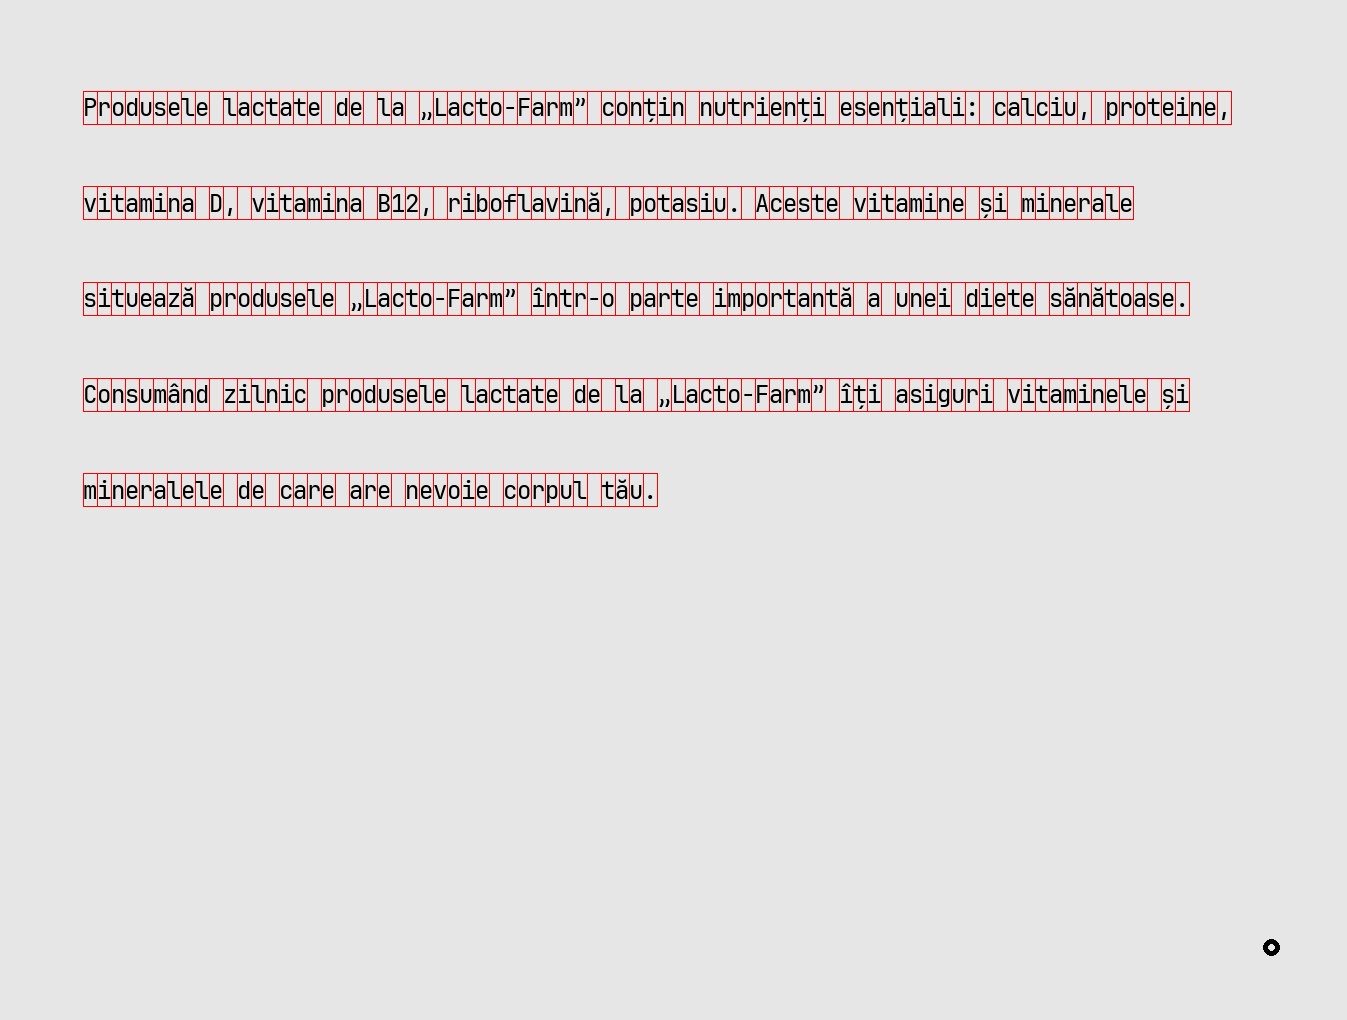 Produsele lactate de la „Lacto-Farm” conțin nutrienți esențiali: calciu, proteine,
vitamina D, vitamina B12, riboflavină, potasiu. Aceste vitamine și minerale
situează produsele „Lacto-Farm” într-o parte importantă a unei diete sănătoase.
Consumând zilnic produsele lactate de la „Lacto-Farm” îți asiguri vitaminele și
mineralele de care are nevoie corpul tău.